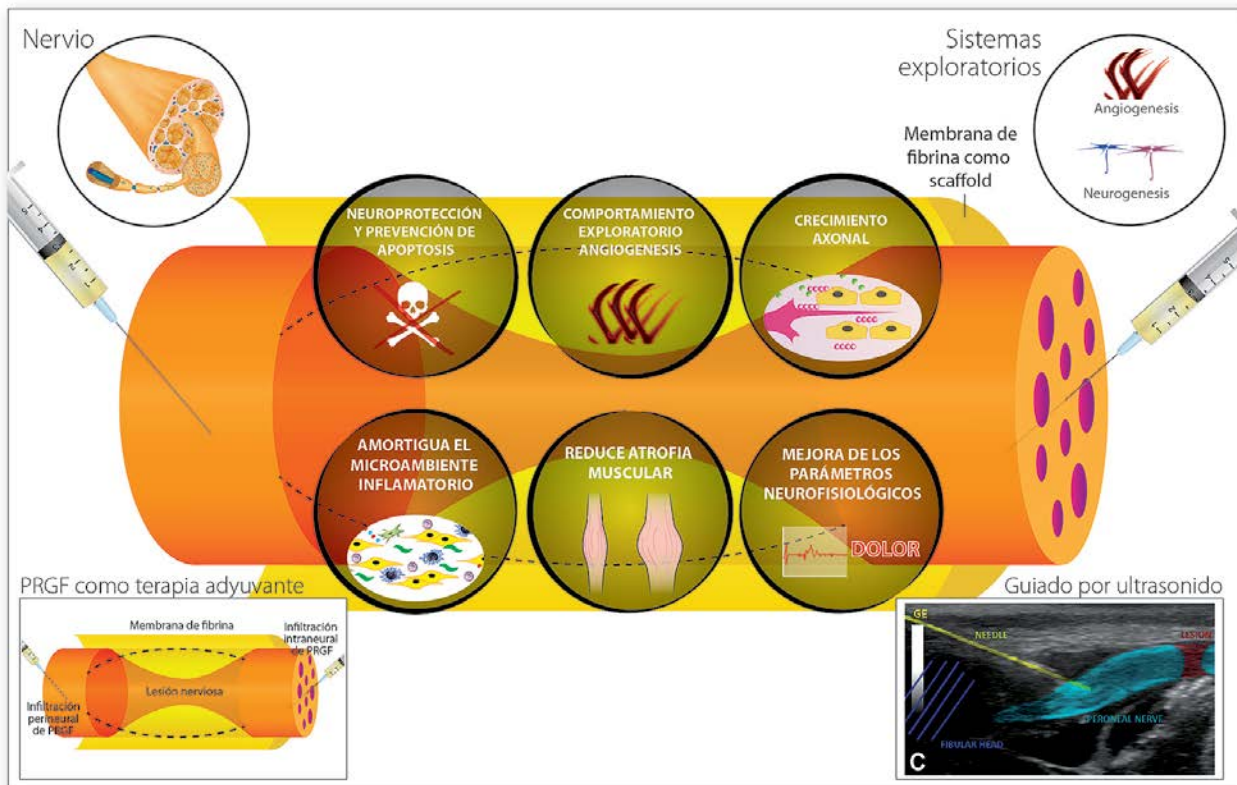 Nervio
Sistemas
exploratorios
Angiogenesis
Neurogenesis
Membrana de
fibrina como
scaffold
NEUROPROTECCIÓN
Y PREVENCIÓN DE
APOPTOSIS
COMPORTAMIENTO
EXPLORATORIO
ANGIOGENESIS
CRECIMIENTO
AXONAL
AMORTIGUA EL
MICROAMBIENTE
INFLAMATORIO
REDUCE ATROFIA
MUSCULAR
MEJORA DE LOS
PARÁMETROS
NEUROFISIOLÓGICOS
DOLOR
PRGF como terapia adyuvante
Membrana de fibrina
Infiltración
intraneural
de PRGF
Lesión nerviosa
Infiltración
perineural
de PRGF
Guiado por ultrasonido
GE
NEEDLE
LESION
PERONEAL NERVE
FIBULAR HEAD
C